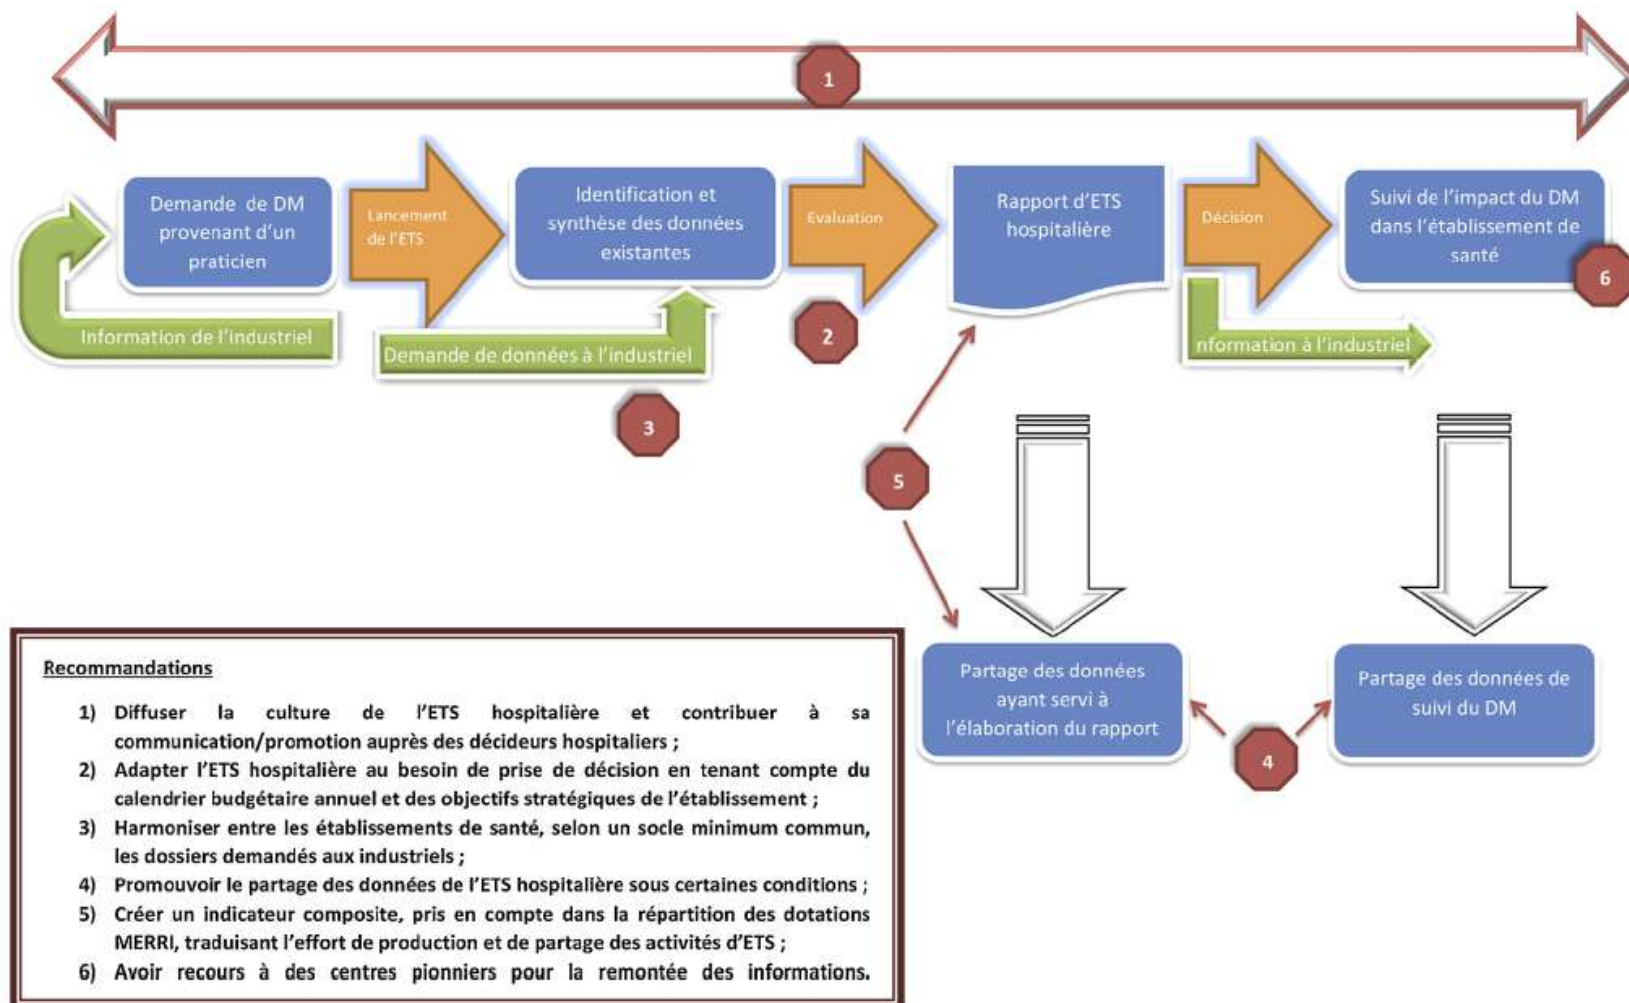 1
Demande de DM
provenant d'un
praticien
Lancement
de l'ETS
Identification et
synthèse des données
existantes
Evaluation
Rapport d'ETS
hospitalière
Décision
Suivi de l'impact du DM
dans l'établissement de
santé
6
Information de l'industriel
Demande de données à l'industriel
2
nformation à l'industriel
3
5
Partage des données
ayant servi à
l'élaboration du rapport
Partage des données de
suivi du DM
4
Recommandations
1) Diffuser la culture de l'ETS hospitalière et contribuer à sa
communication/promotion auprès des décideurs hospitaliers ;
2) Adapter l'ETS hospitalière au besoin de prise de décision en tenant compte du
calendrier budgétaire annuel et des objectifs stratégiques de l'établissement ;
3) Harmoniser entre les établissements de santé, selon un socle minimum commun,
les dossiers demandés aux industriels ;
4) Promouvoir le partage des données de l'ETS hospitalière sous certaines conditions ;
5) Créer un indicateur composite, pris en compte dans la répartition des dotations
MERRI, traduisant l'effort de production et de partage des activités d'ETS ;
6) Avoir recours à des centres pionniers pour la remontée des informations.